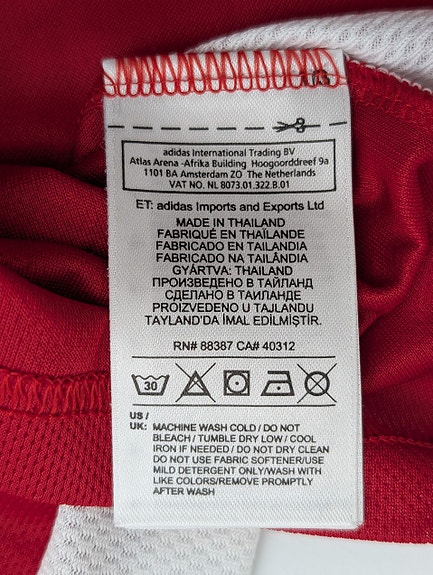 adidas International Trading BV
Atlas Arena -Afrika Building Hoogoorddreef 9a
1101 BA Amsterdam ZO The Netherlands
VAT NO. NL 8073.01.322.B.01
ET: adidas Imports and Exports Ltd
MADE IN THAILAND
FABRIQUÉ EN THAÏLANDE
FABRICADO EN TAILANDIA
FABRICADO NA TAILÂNDIA
GYÁRTVA: THAILAND
ПРОИЗВЕДЕНО В ТАЙЛАНД
СДЕЛАНО В ТАИЛАНДЕ
PROIZVEDENO U TAJLANDU
TAYLAND'DA İMAL EDİLMİŞTİR.
RN# 88387 CA# 40312
30
US /
UK: MACHINE WASH COLD / DO NOT
BLEACH / TUMBLE DRY LOW / COOL
IRON IF NEEDED / DO NOT DRY CLEAN
DO NOT USE FABRIC SOFTENER/USE
MILD DETERGENT ONLY/WASH WITH
LIKE COLORS/REMOVE PROMPTLY
AFTER WASH